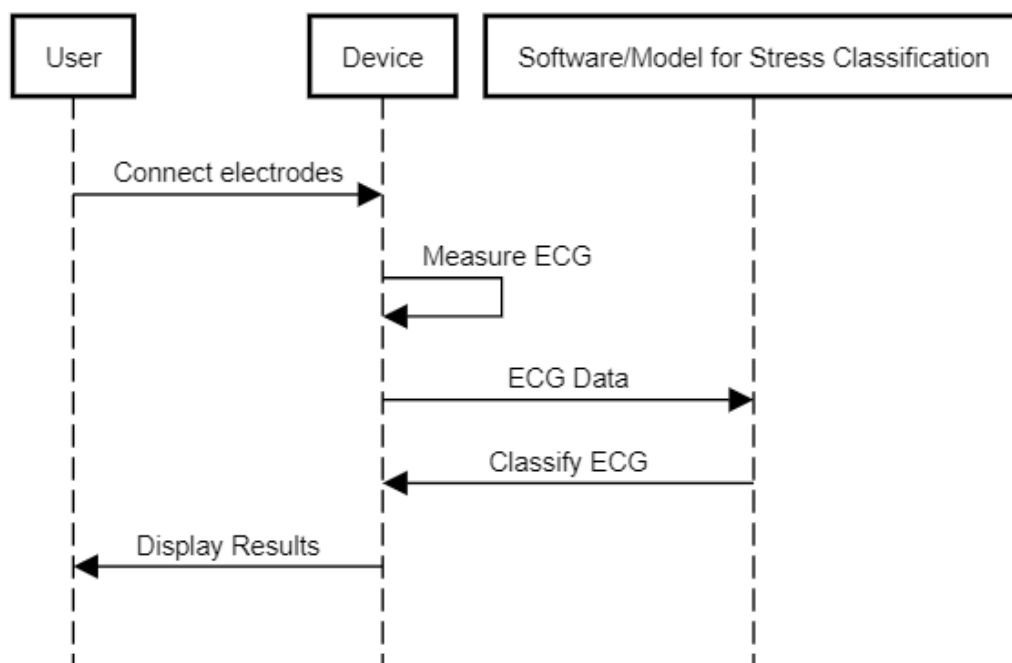 User
Device
Software/Model for Stress Classification
Connect electrodes
Measure ECG
ECG Data
Classify ECG
Display Results